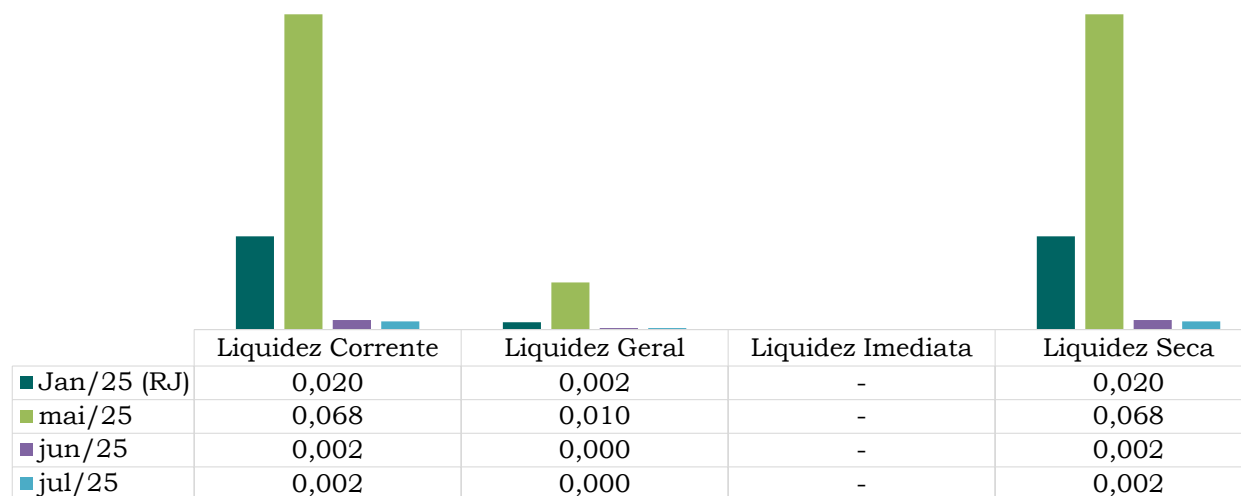 Liquidez Corrente Liquidez Geral Liquidez Imediata Liquidez Seca
Jan/25 (RJ) 0,020 0,002 - 0,020
mai/25 0,068 0,010 - 0,068
jun/25 0,002 0,000 - 0,002
jul/25 0,002 0,000 - 0,002